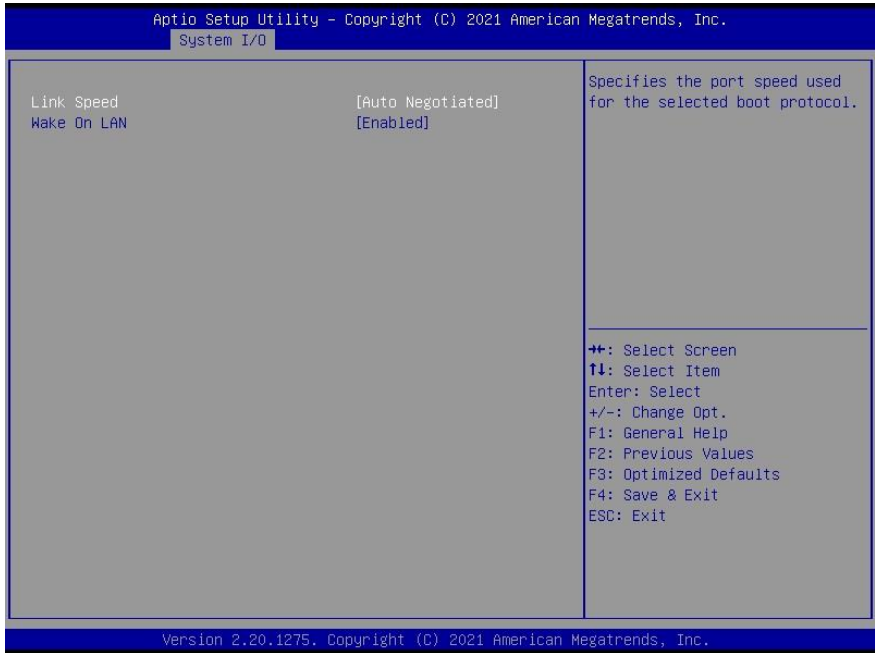 Aptio Setup Utility – Copyright (C) 2021 American Megatrends, Inc.
System I/O
Link Speed [Auto Negotiated]
Wake On LAN [Enabled]
Specifies the port speed used
for the selected boot protocol.
→←: Select Screen
↑↓: Select Item
Enter: Select
+/-: Change Opt.
F1: General Help
F2: Previous Values
F3: Optimized Defaults
F4: Save & Exit
ESC: Exit
Version 2.20.1275. Copyright (C) 2021 American Megatrends, Inc.